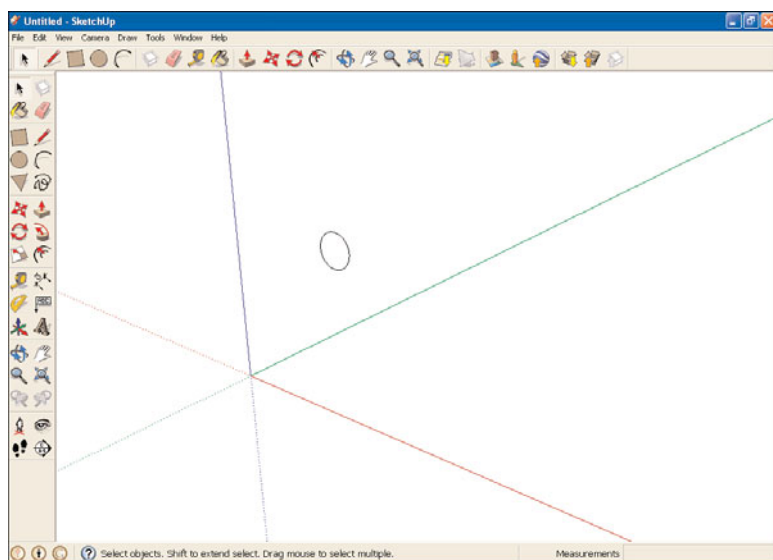 Untitled - SketchUp
File Edit View Camera Draw Tools Window Help
Select objects. Shift to extend select. Drag mouse to select multiple.
Measurements